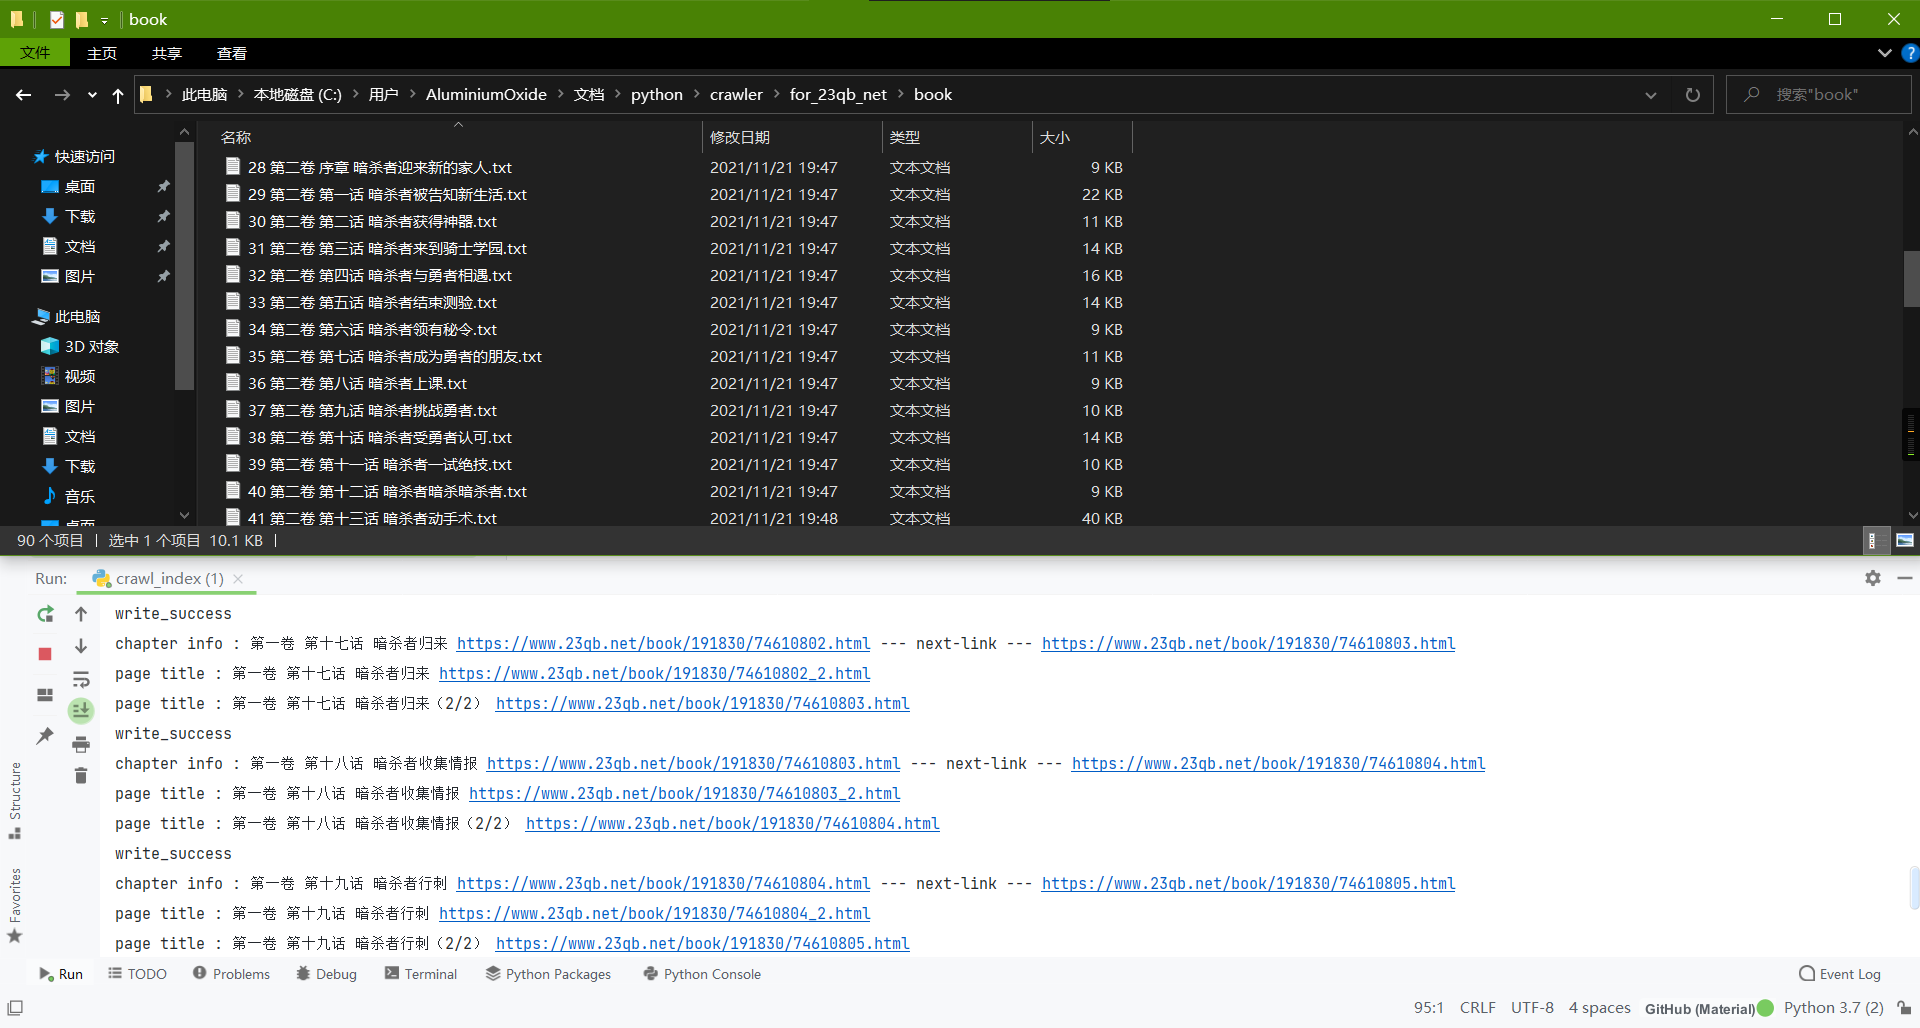 book
文件 主页 共享 查看
此电脑 本地磁盘 (C:) 用户 AluminiumOxide 文档 python crawler for_23qb_net book 搜索"book"
名称 修改日期 类型 大小
快速访问
桌面
下载
文档
图片
此电脑
3D 对象
视频
图片
文档
下载
音乐
桌面
28 第二卷 序章 暗杀者迎来新的家人.txt 2021/11/21 19:47 文本文档 9 KB
29 第二卷 第一话 暗杀者被告知新生活.txt 2021/11/21 19:47 文本文档 22 KB
30 第二卷 第二话 暗杀者获得神器.txt 2021/11/21 19:47 文本文档 11 KB
31 第二卷 第三话 暗杀者来到骑士学园.txt 2021/11/21 19:47 文本文档 14 KB
32 第二卷 第四话 暗杀者与勇者相遇.txt 2021/11/21 19:47 文本文档 16 KB
33 第二卷 第五话 暗杀者结束测验.txt 2021/11/21 19:47 文本文档 14 KB
34 第二卷 第六话 暗杀者领有秘令.txt 2021/11/21 19:47 文本文档 9 KB
35 第二卷 第七话 暗杀者成为勇者的朋友.txt 2021/11/21 19:47 文本文档 11 KB
36 第二卷 第八话 暗杀者上课.txt 2021/11/21 19:47 文本文档 9 KB
37 第二卷 第九话 暗杀者挑战勇者.txt 2021/11/21 19:47 文本文档 10 KB
38 第二卷 第十话 暗杀者受勇者认可.txt 2021/11/21 19:47 文本文档 14 KB
39 第二卷 第十一话 暗杀者一试绝技.txt 2021/11/21 19:47 文本文档 10 KB
40 第二卷 第十二话 暗杀者暗杀暗杀者.txt 2021/11/21 19:47 文本文档 9 KB
41 第二卷 第十三话 暗杀者动手术.txt 2021/11/21 19:48 文本文档 40 KB
90 个项目 选中 1 个项目 10.1 KB
Run: crawl_index (1)
write_success
chapter info : 第一卷 第十七话 暗杀者归来 https://www.23qb.net/book/191830/74610802.html --- next-link --- https://www.23qb.net/book/191830/74610803.html
page title : 第一卷 第十七话 暗杀者归来 https://www.23qb.net/book/191830/74610802_2.html
page title : 第一卷 第十七话 暗杀者归来（2/2） https://www.23qb.net/book/191830/74610803.html
write_success
chapter info : 第一卷 第十八话 暗杀者收集情报 https://www.23qb.net/book/191830/74610803.html --- next-link --- https://www.23qb.net/book/191830/74610804.html
page title : 第一卷 第十八话 暗杀者收集情报 https://www.23qb.net/book/191830/74610803_2.html
page title : 第一卷 第十八话 暗杀者收集情报（2/2） https://www.23qb.net/book/191830/74610804.html
write_success
chapter info : 第一卷 第十九话 暗杀者行刺 https://www.23qb.net/book/191830/74610804.html --- next-link --- https://www.23qb.net/book/191830/74610805.html
page title : 第一卷 第十九话 暗杀者行刺 https://www.23qb.net/book/191830/74610804_2.html
page title : 第一卷 第十九话 暗杀者行刺（2/2） https://www.23qb.net/book/191830/74610805.html
Structure
Favorites
Run TODO Problems Debug Terminal Python Packages Python Console Event Log
95:1 CRLF UTF-8 4 spaces GitHub (Material) Python 3.7 (2)